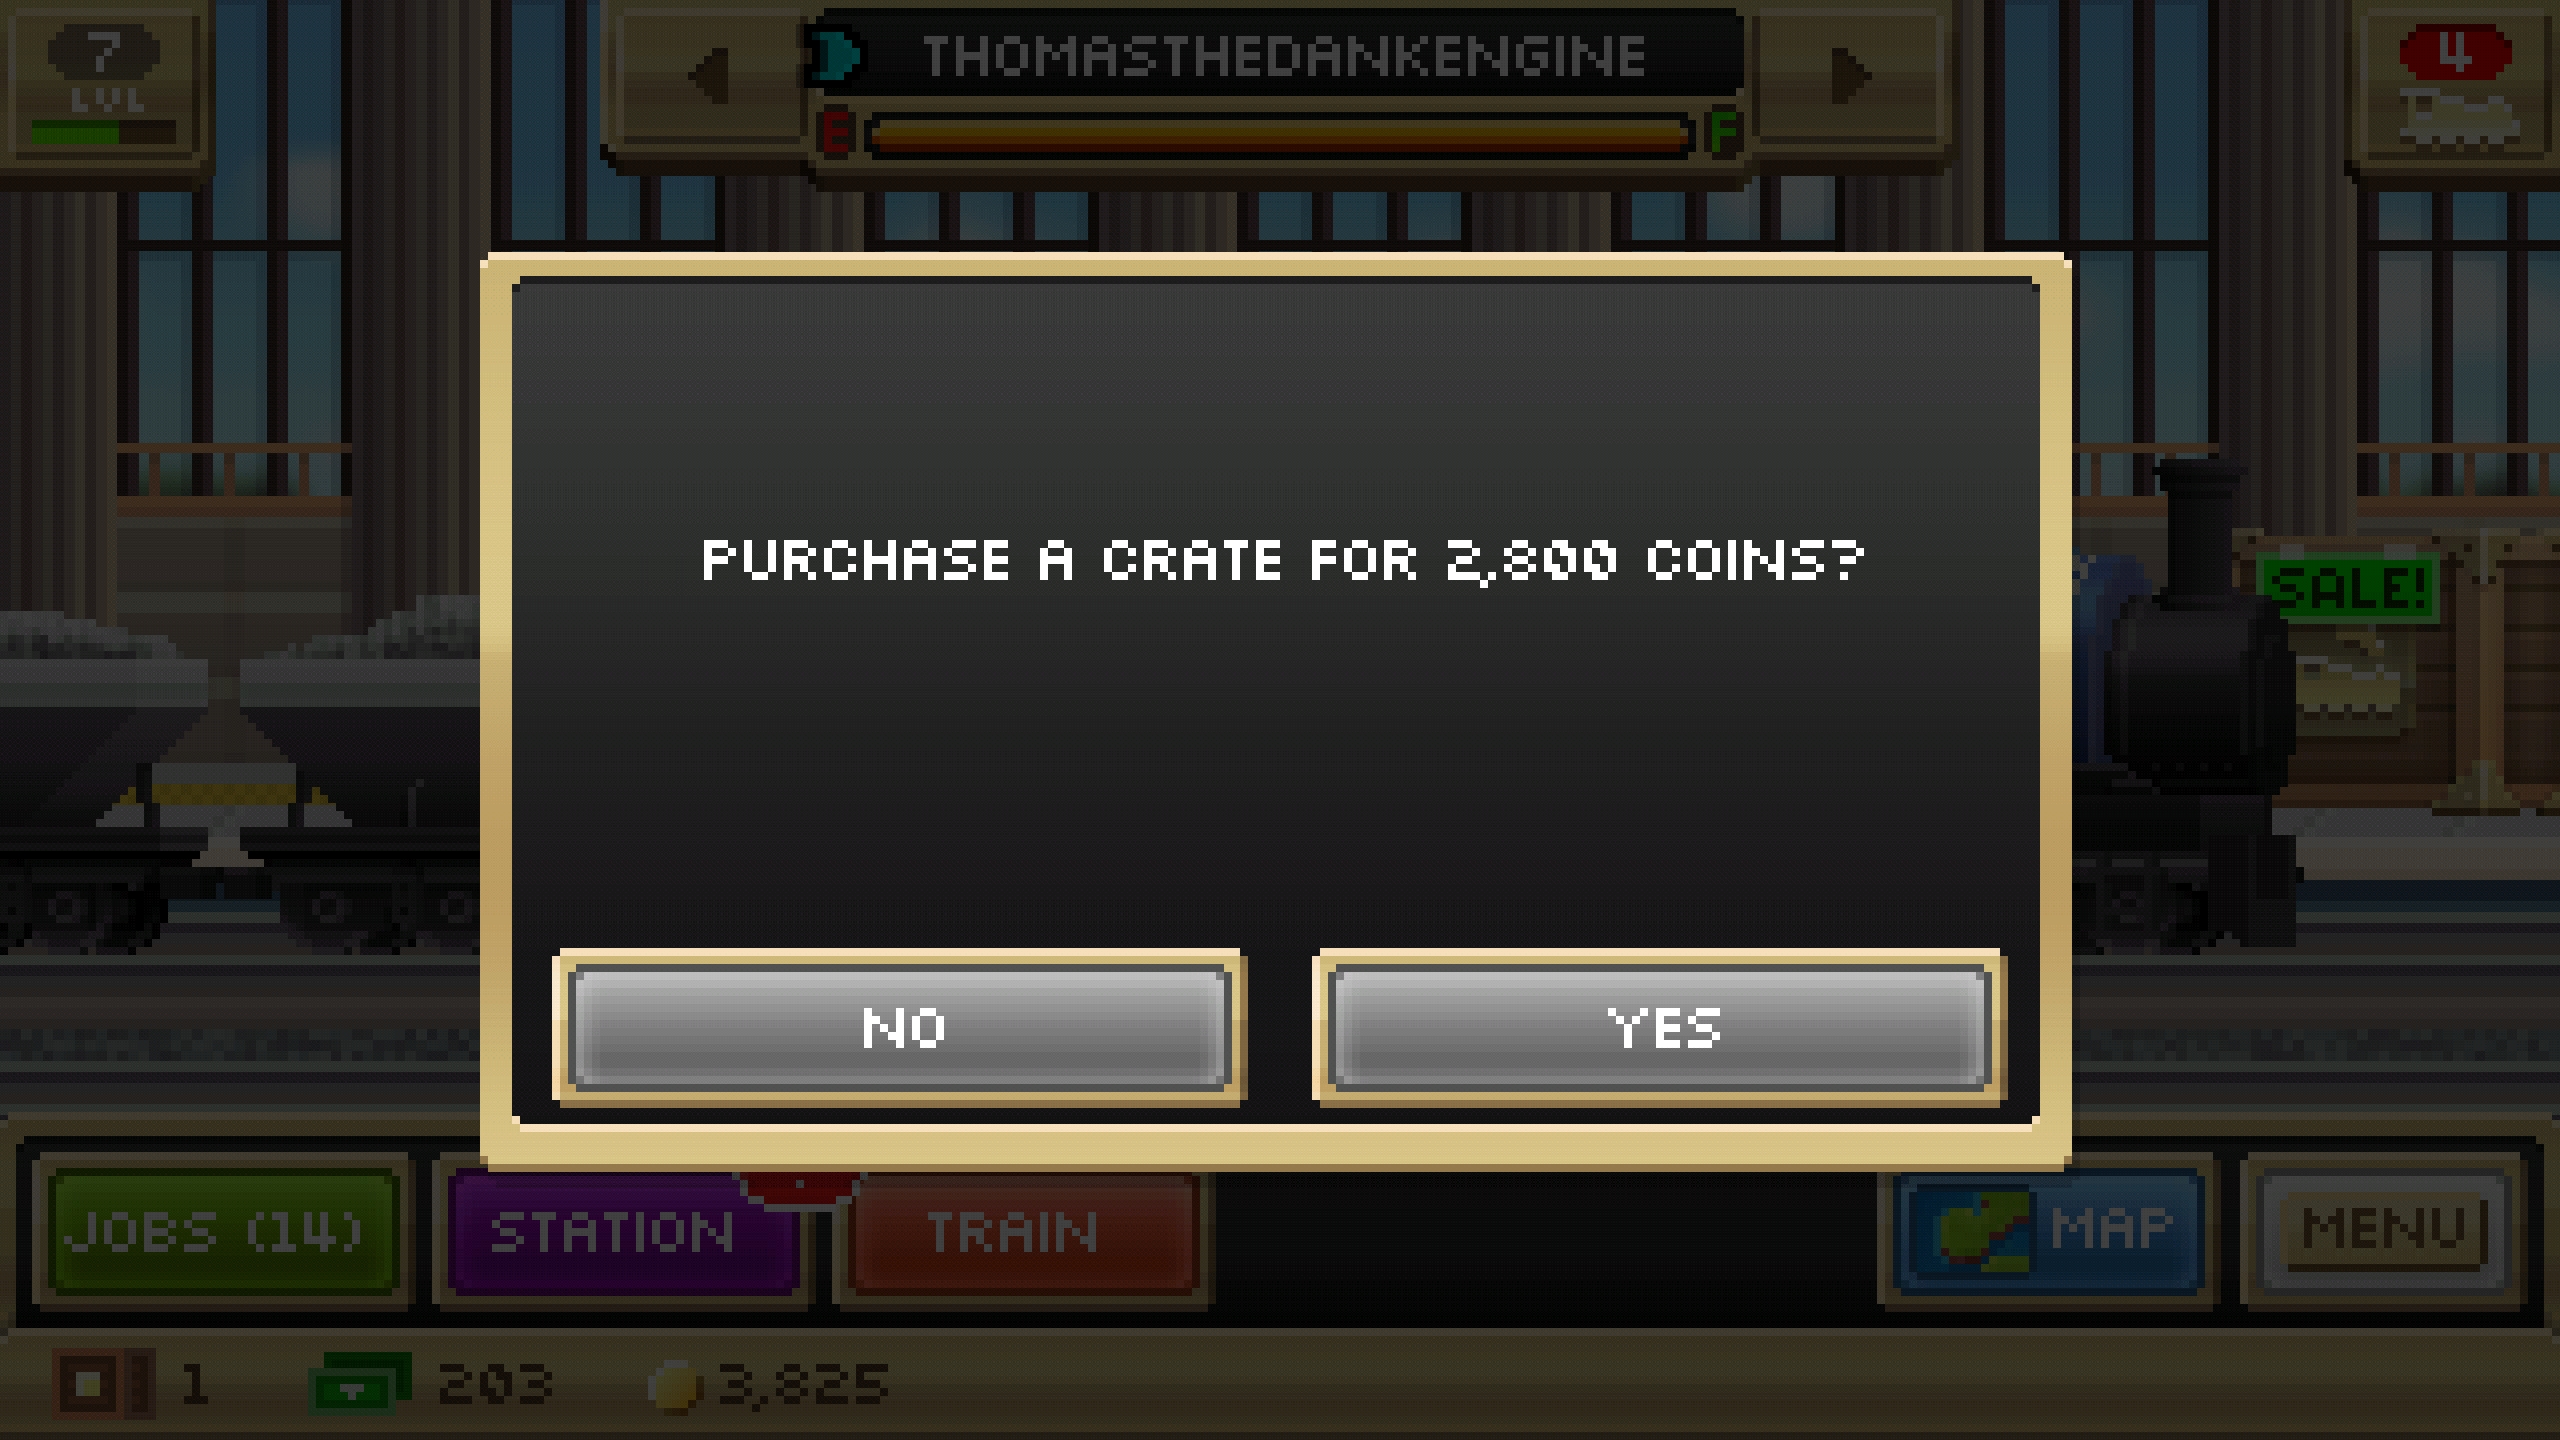 7
LVL
THOMASTHEDANKENGINE
4
E
F
PURCHASE A CRATE FOR 2,800 COINS?
SALE!
NO
YES
JOBS (14)
STATION
TRAIN
MAP
MENU
1
203
3,825